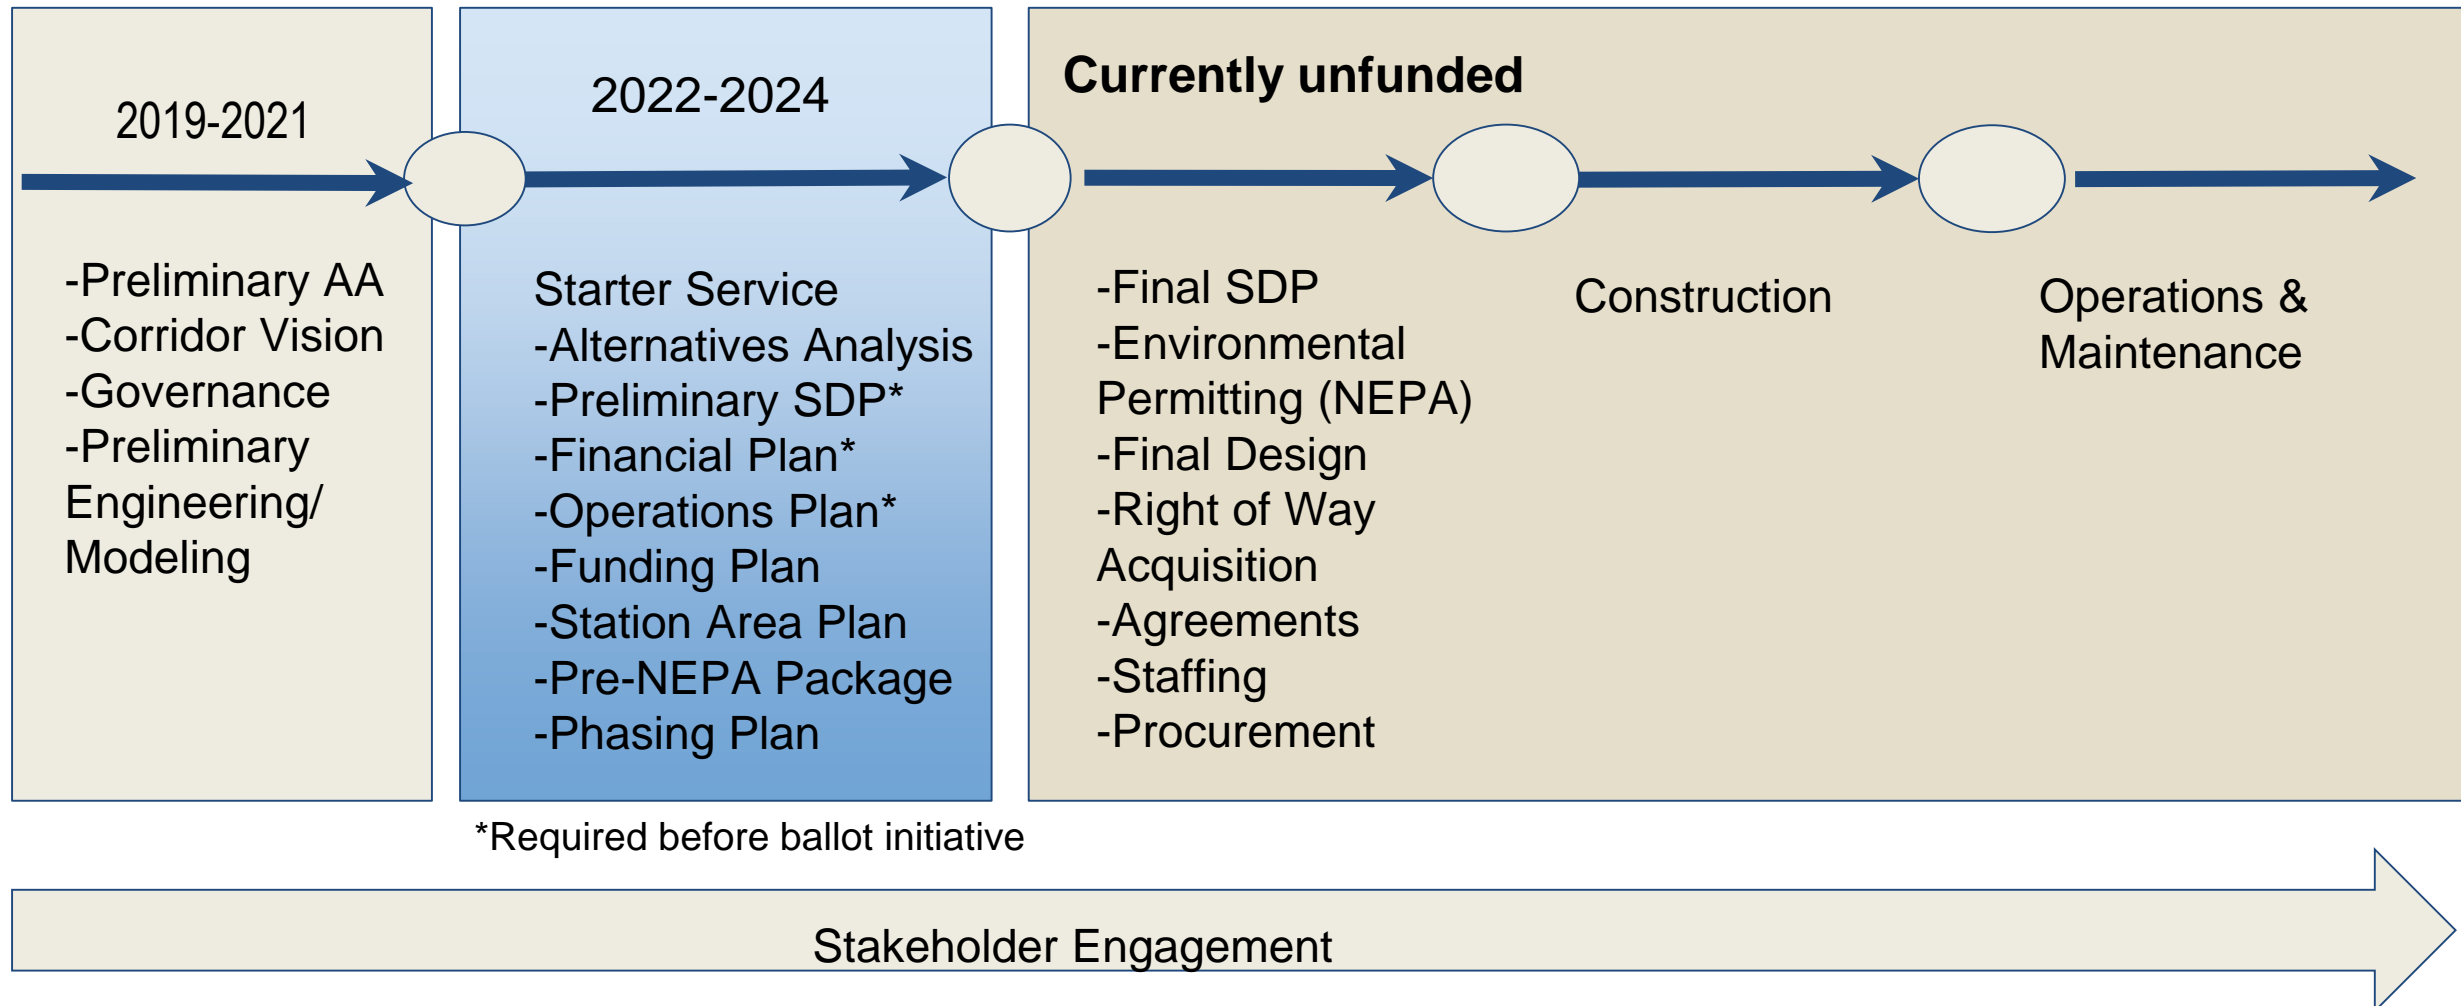 2019-2021
-Preliminary AA
-Corridor Vision
-Governance
-Preliminary
Engineering/
Modeling
2022-2024
Starter Service
-Alternatives Analysis
-Preliminary SDP*
-Financial Plan*
-Operations Plan*
-Funding Plan
-Station Area Plan
-Pre-NEPA Package
-Phasing Plan
*Required before ballot initiative
Currently unfunded
-Final SDP
-Environmental
Permitting (NEPA)
-Final Design
-Right of Way
Acquisition
-Agreements
-Staffing
-Procurement
Construction
Operations &
Maintenance
Stakeholder Engagement